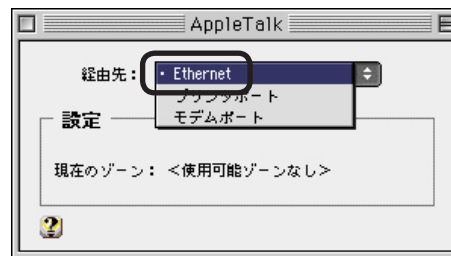 AppleTalk
経由先：
• Ethernet
プリンタポート
モデムポート
設定
現在のゾーン： ＜使用可能ゾーンなし＞